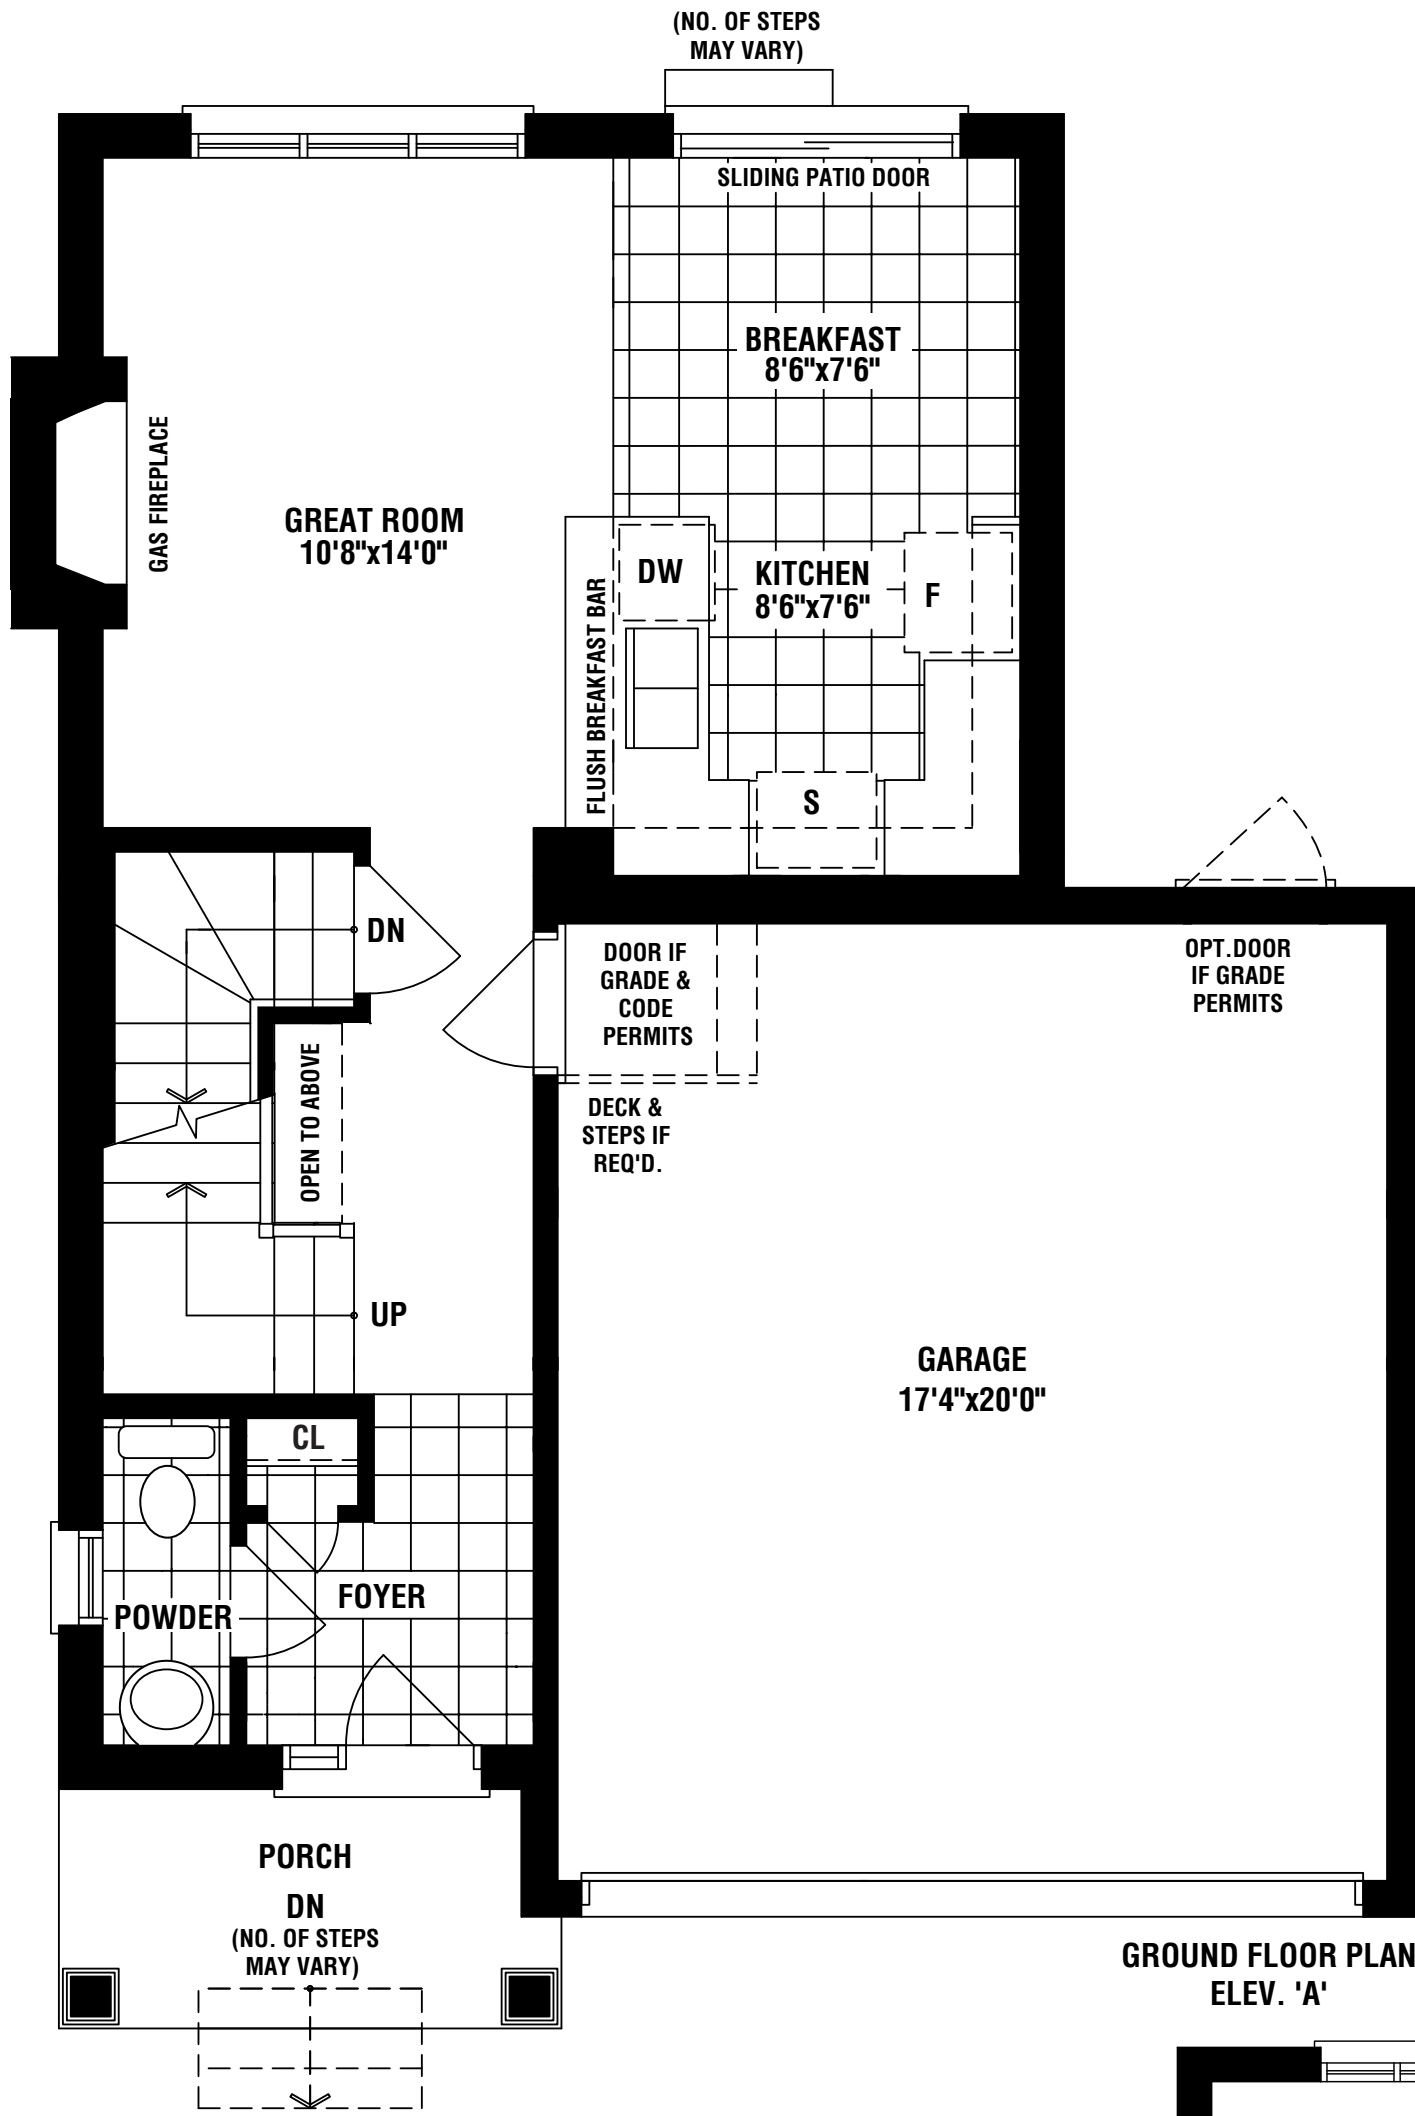 (NO. OF STEPS
MAY VARY)
SLIDING PATIO DOOR
BREAKFAST
8'6"x7'6"
GAS FIREPLACE
GREAT ROOM
10'8"x14'0"
DW
KITCHEN
8'6"x7'6"
F
FLUSH BREAKFAST BAR
S
DN
DOOR IF
GRADE &
CODE
PERMITS
OPT.DOOR
IF GRADE
PERMITS
OPEN TO ABOVE
DECK &
STEPS IF
REQ'D.
UP
GARAGE
17'4"x20'0"
CL
FOYER
POWDER
PORCH
DN
(NO. OF STEPS
MAY VARY)
GROUND FLOOR PLAN
ELEV. 'A'